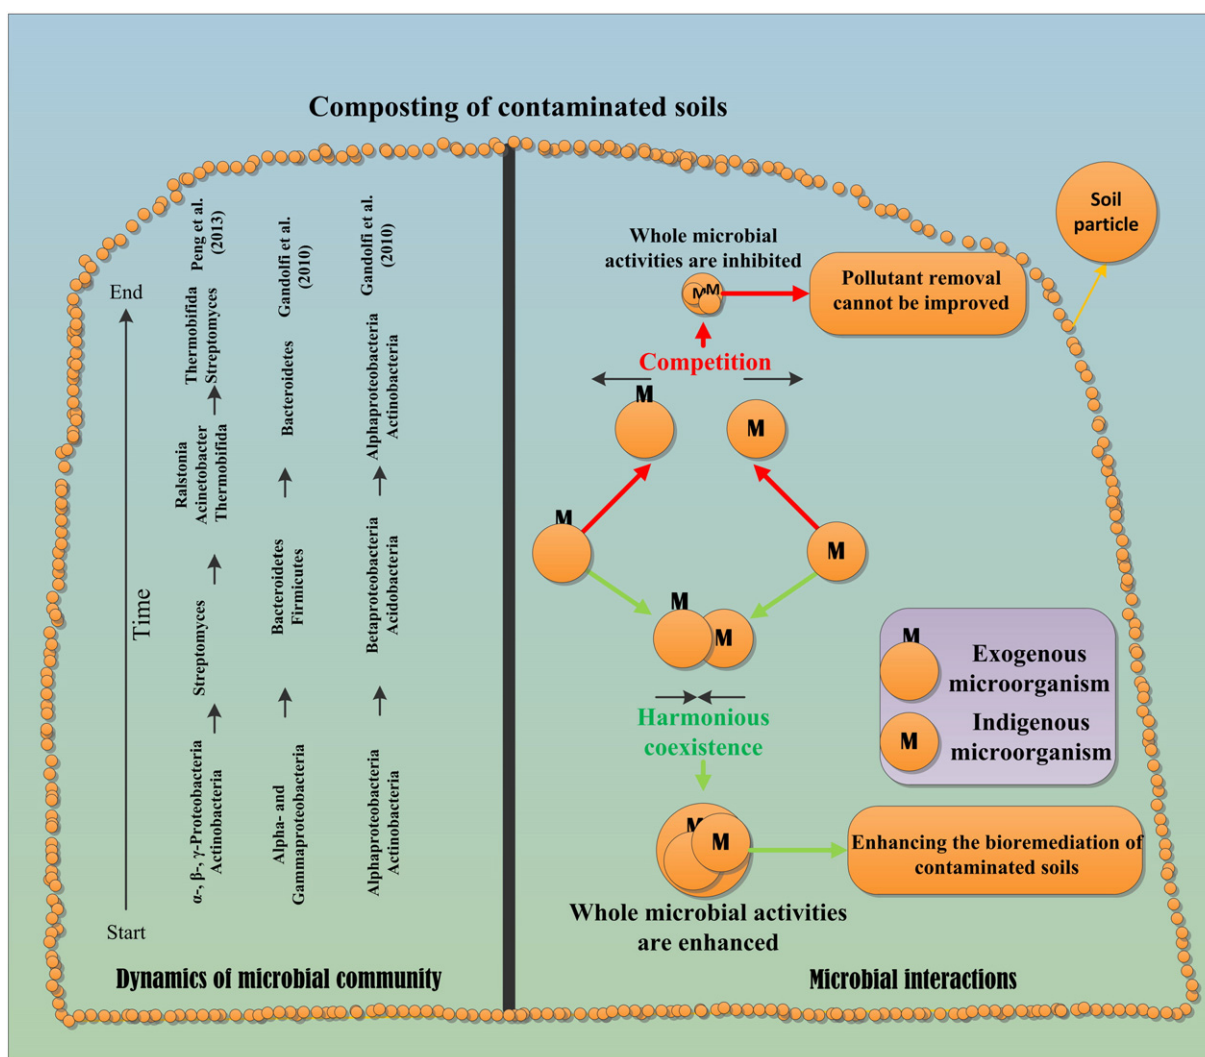 Composting of contaminated soils
End
Time
Start
α-, β-, γ-Proteobacteria
Actinobacteria
Streptomyces
Ralstonia
Acinetobacter
Thermobifida
Thermobifida
Streptomyces
Peng et al.
(2013)
Alpha- and
Gammaproteobacteria
Bacteroidetes
Firmicutes
Bacteroidetes
Gandolfi et al.
(2010)
Alphaproteobacteria
Actinobacteria
Betaproteobacteria
Acidobacteria
Alphaproteobacteria
Actinobacteria
Gandolfi et al.
(2010)
Dynamics of microbial community
Soil
particle
Whole microbial
activities are inhibited
M
M
Pollutant removal
cannot be improved
Competition
M
M
M
M
M
M
Harmonious
coexistence
M
Exogenous
microorganism
M
Indigenous
microorganism
M
M
Enhancing the bioremediation of
contaminated soils
Whole microbial activities
are enhanced
Microbial interactions